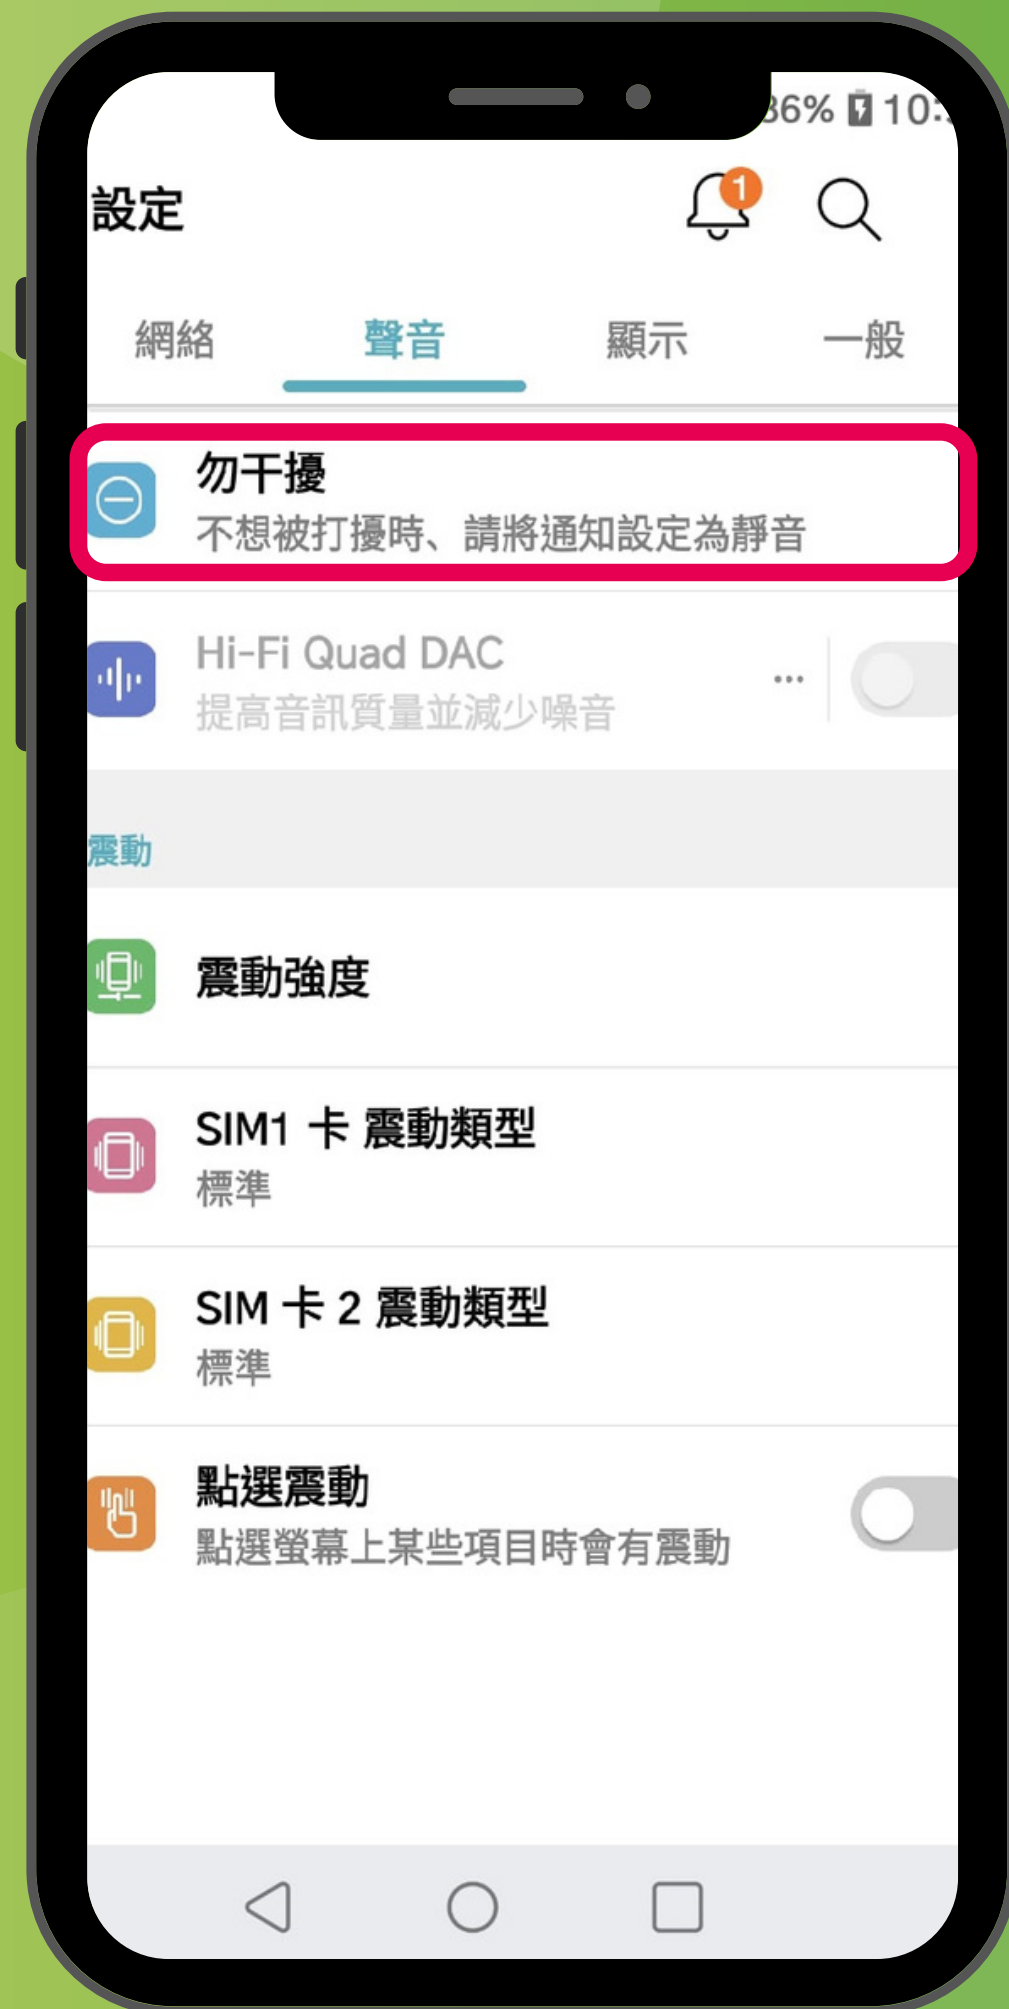 36% 10:
設定
1
網絡 聲音 顯示 一般
勿干擾
不想被打擾時、請將通知設定為靜音
Hi-Fi Quad DAC
提高音訊質量並減少噪音
震動
震動強度
SIM1 卡 震動類型
標準
SIM 卡 2 震動類型
標準
點選震動
點選螢幕上某些項目時會有震動